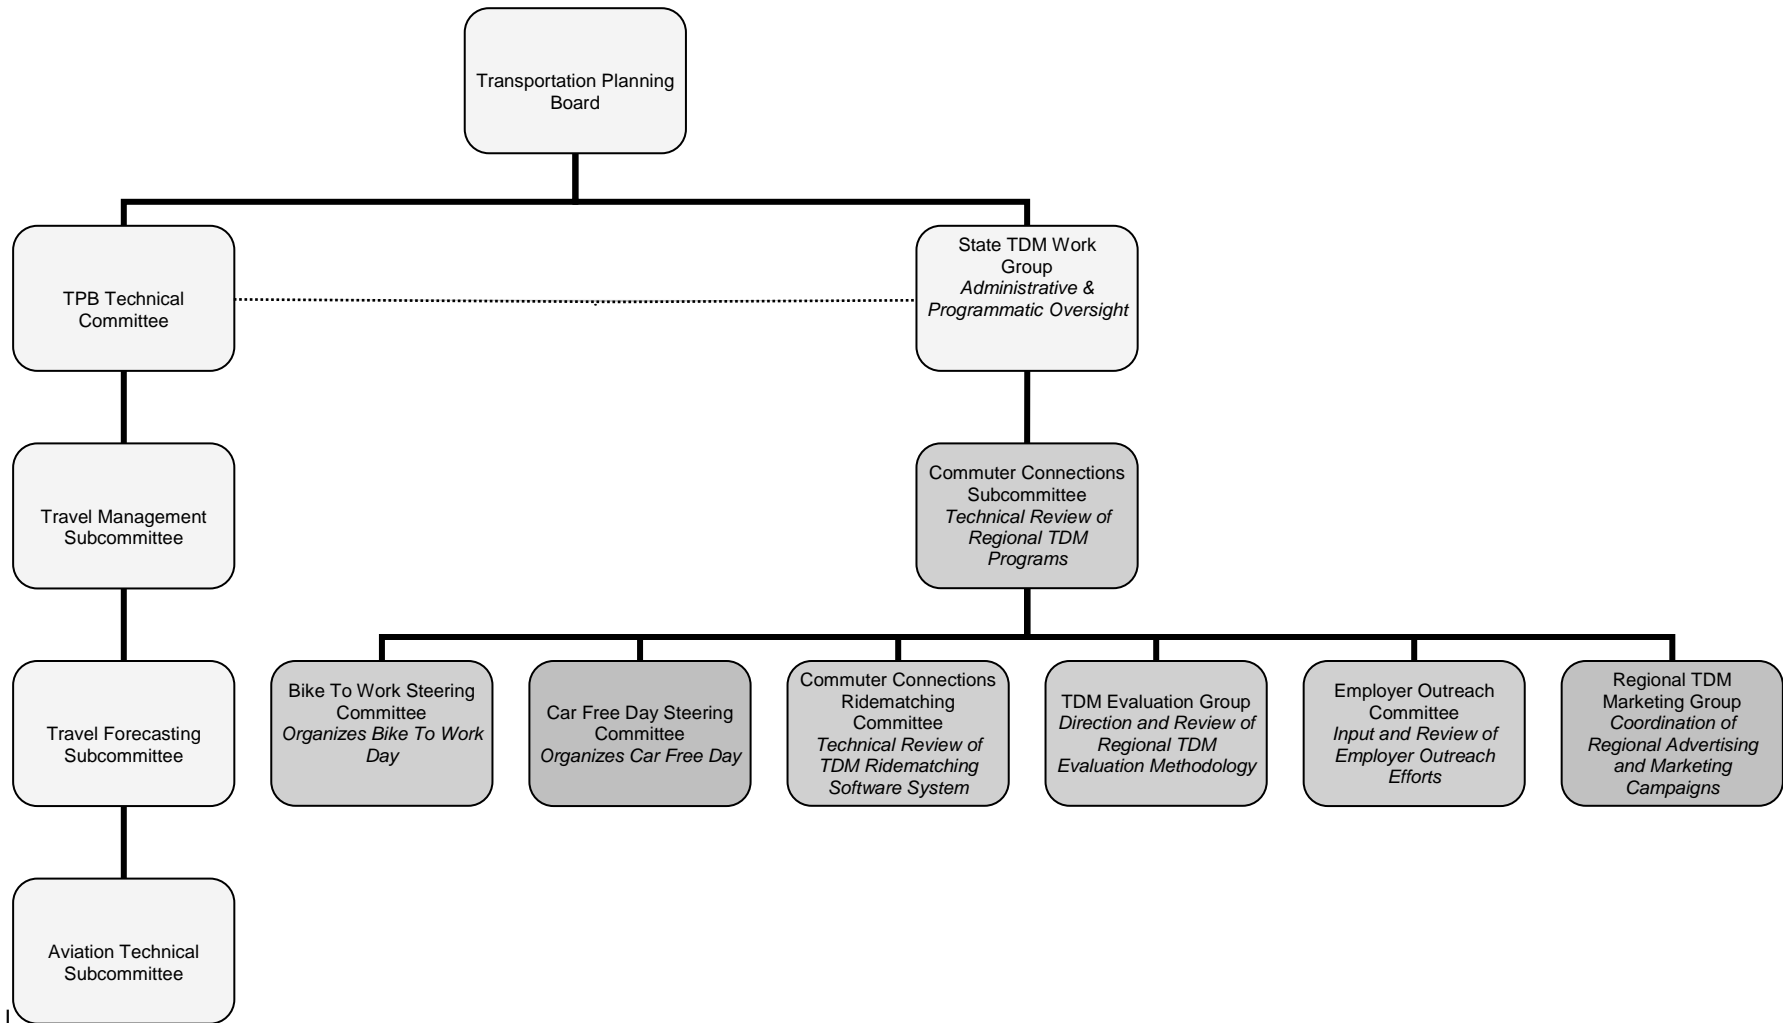 Transportation Planning
Board
TPB Technical
Committee
State TDM Work
Group
Administrative &
Programmatic Oversight
Travel Management
Subcommittee
Commuter Connections
Subcommittee
Technical Review of
Regional TDM
Programs
Travel Forecasting
Subcommittee
Bike To Work Steering
Committee
Organizes Bike To Work
Day
Car Free Day Steering
Committee
Organizes Car Free Day
Commuter Connections
Ridematching
Committee
Technical Review of
TDM Ridematching
Software System
TDM Evaluation Group
Direction and Review of
Regional TDM
Evaluation Methodology
Employer Outreach
Committee
Input and Review of
Employer Outreach
Efforts
Regional TDM
Marketing Group
Coordination of
Regional Advertising
and Marketing
Campaigns
Aviation Technical
Subcommittee